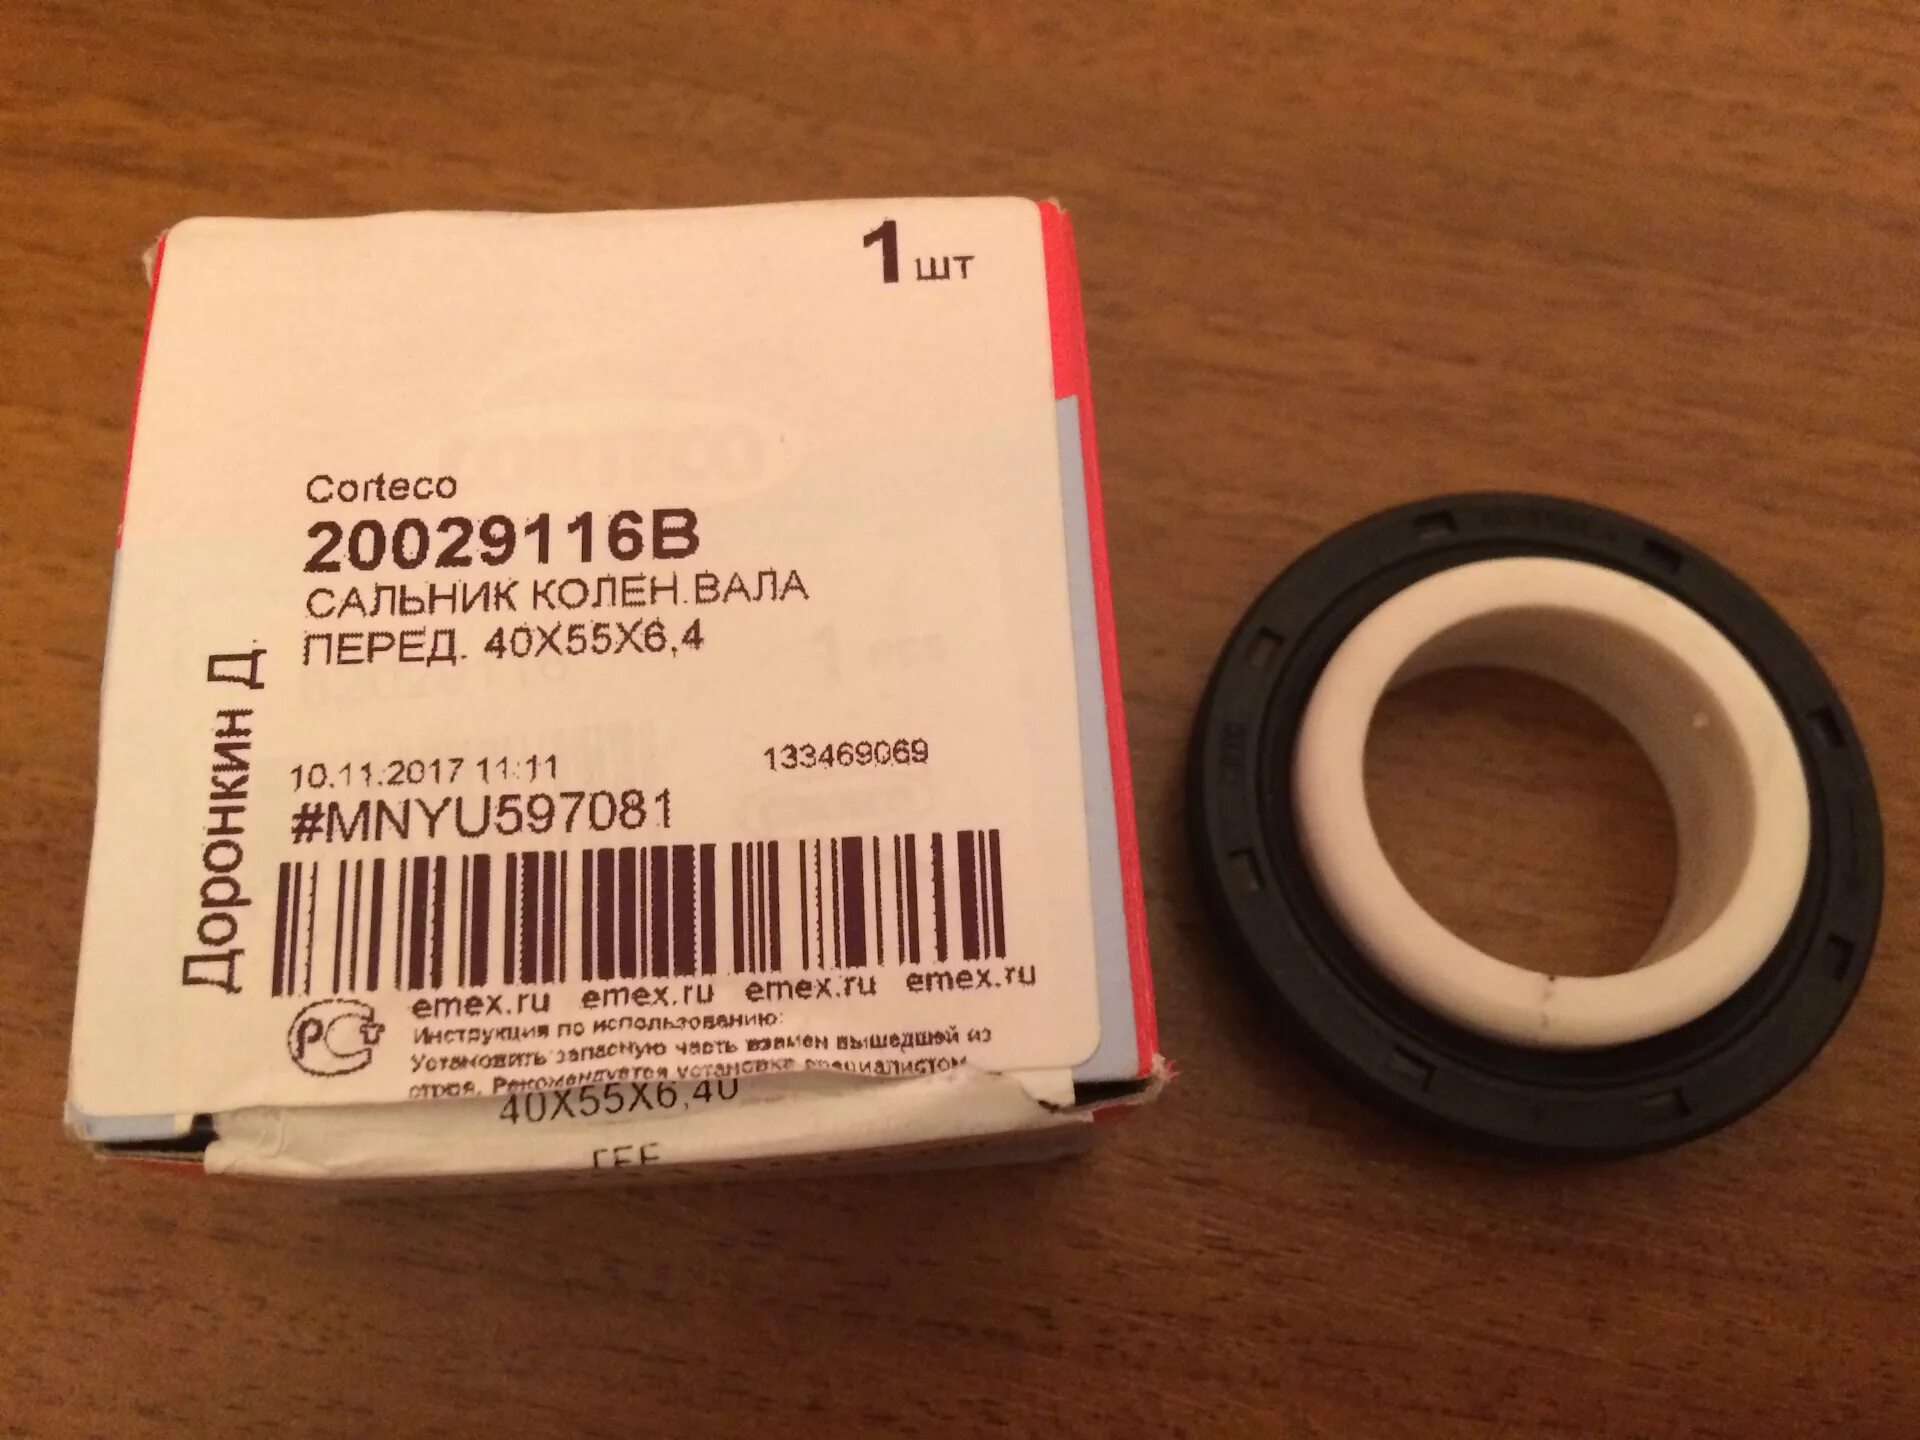 1 шт
Corteco
20029116B
САЛЬНИК КОЛЕН.ВАЛА
ПЕРЕД. 40X55X6,4
Доронкин Д.
10.11.2017 11:11
133469069
#MNYU597081
emex.ru emex.ru emex.ru emex.ru
РСт
Инструкция по использованию:
Установить запасную часть взамен вышедшей из
строя. Рекомендуется установка специалистом
40X55X6,40